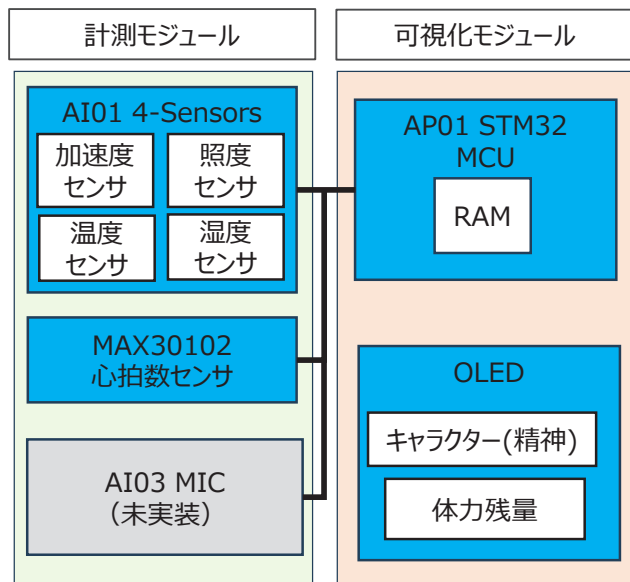 計測モジュール
可視化モジュール
AI01 4-Sensors
加速度
センサ
照度
センサ
温度
センサ
湿度
センサ
MAX30102
心拍数センサ
AI03 MIC
(未実装)
AP01 STM32
MCU
RAM
OLED
キャラクター(精神)
体力残量